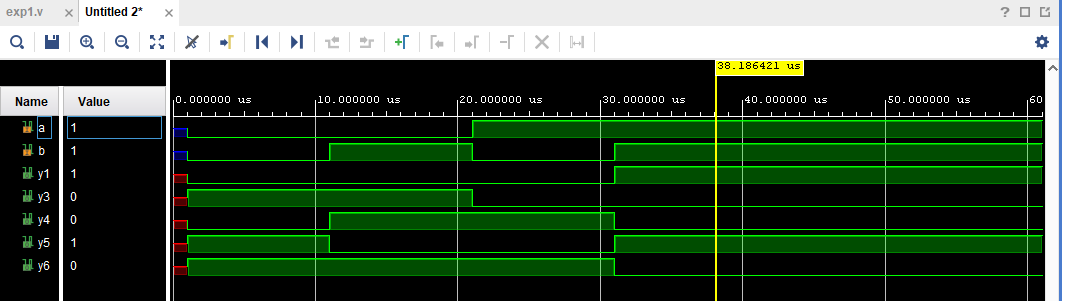 exp1.v × Untitled 2* × ?
38.186421 us
Name Value
0.000000 us 10.000000 us 20.000000 us 30.000000 us 40.000000 us 50.000000 us 60
a 1
b 1
y1 1
y3 0
y4 0
y5 1
y6 0